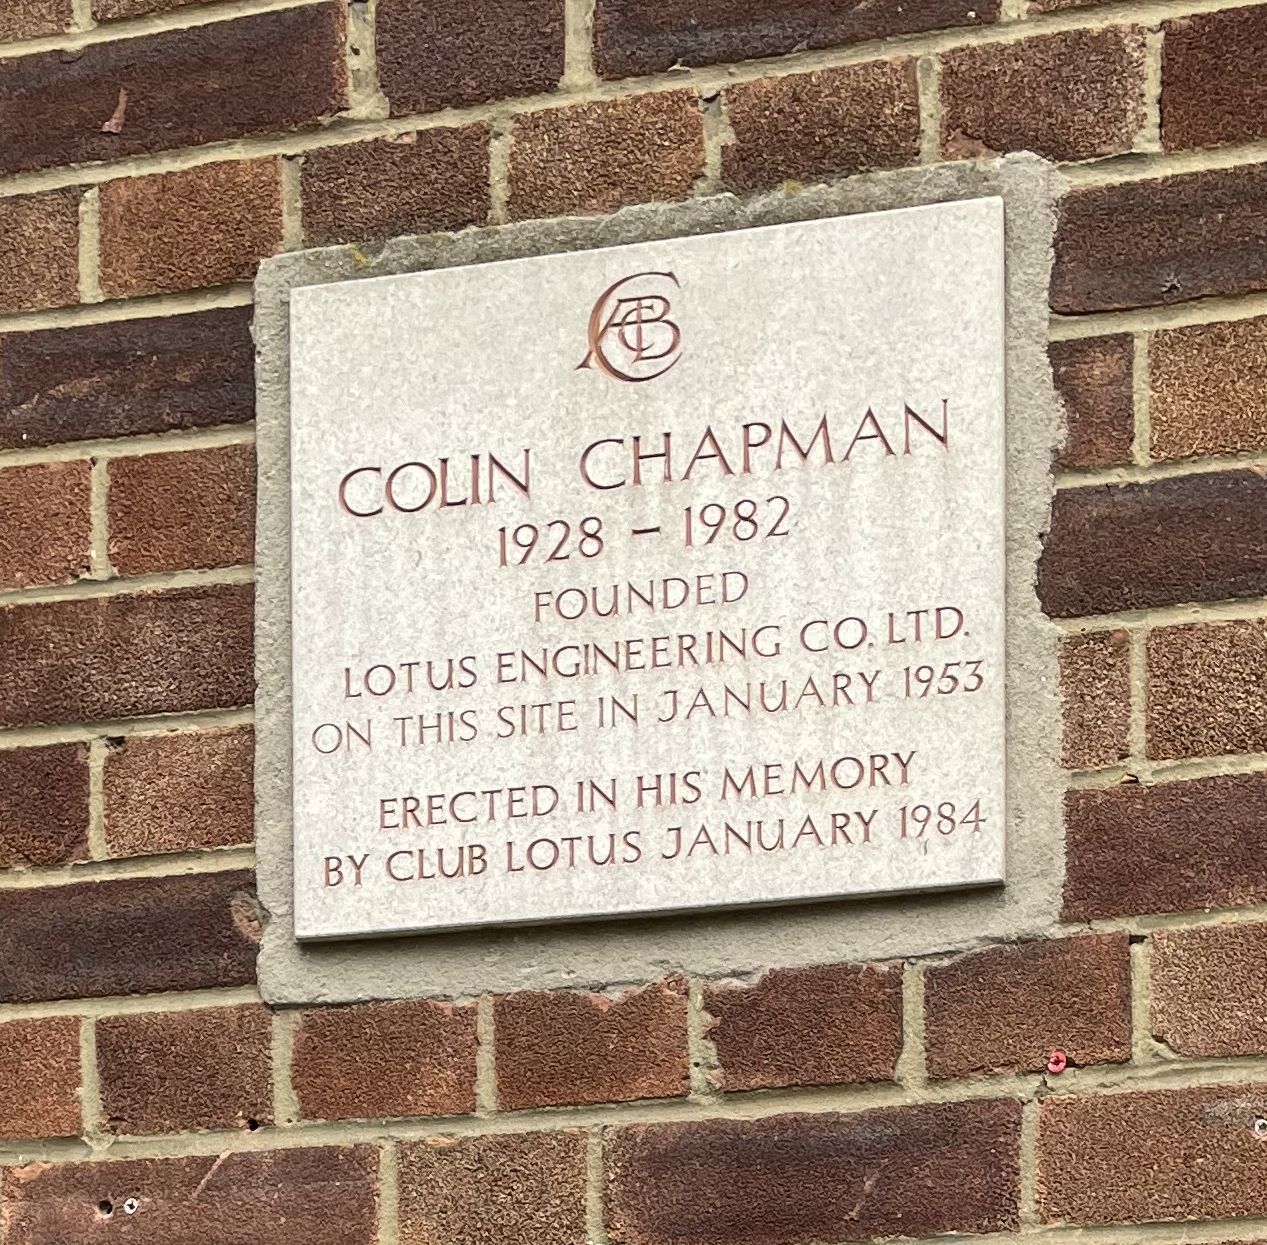 ACBC
COLIN CHAPMAN
1928 – 1982
FOUNDED
LOTUS ENGINEERING CO. LTD.
ON THIS SITE IN JANUARY 1953
ERECTED IN HIS MEMORY
BY CLUB LOTUS JANUARY 1984